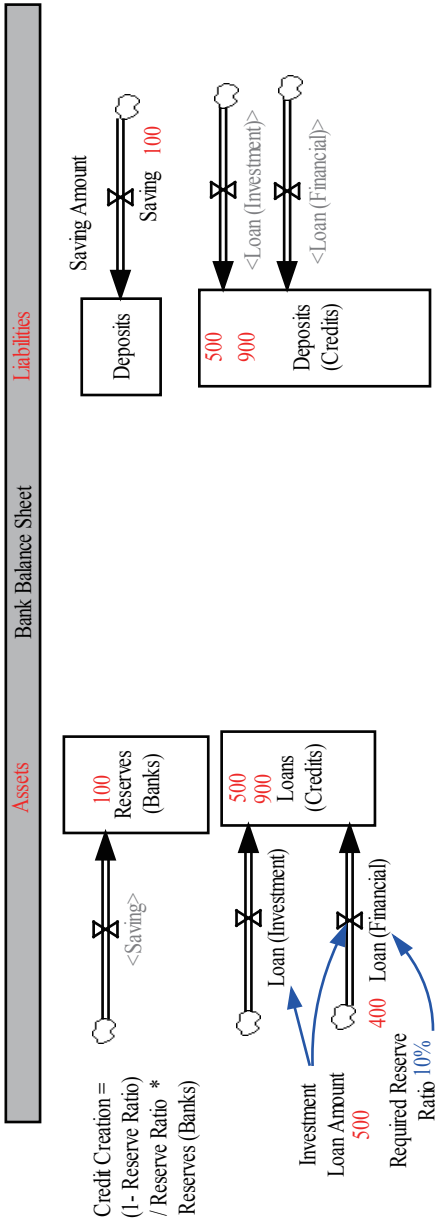 Assets
Bank Balance Sheet
Liabilities
Credit Creation =
(1- Reserve Ratio)
/ Reserve Ratio *
Reserves (Banks)
<Saving>
100
Reserves
(Banks)
Deposits
Saving Amount
Saving 100
Loan (Investment)
500
900
Loans
(Credits)
Investment
Loan Amount
500
400 Loan (Financial)
Required Reserve
Ratio 10%
500
900
Deposits
(Credits)
<Loan (Investment)>
<Loan (Financial)>